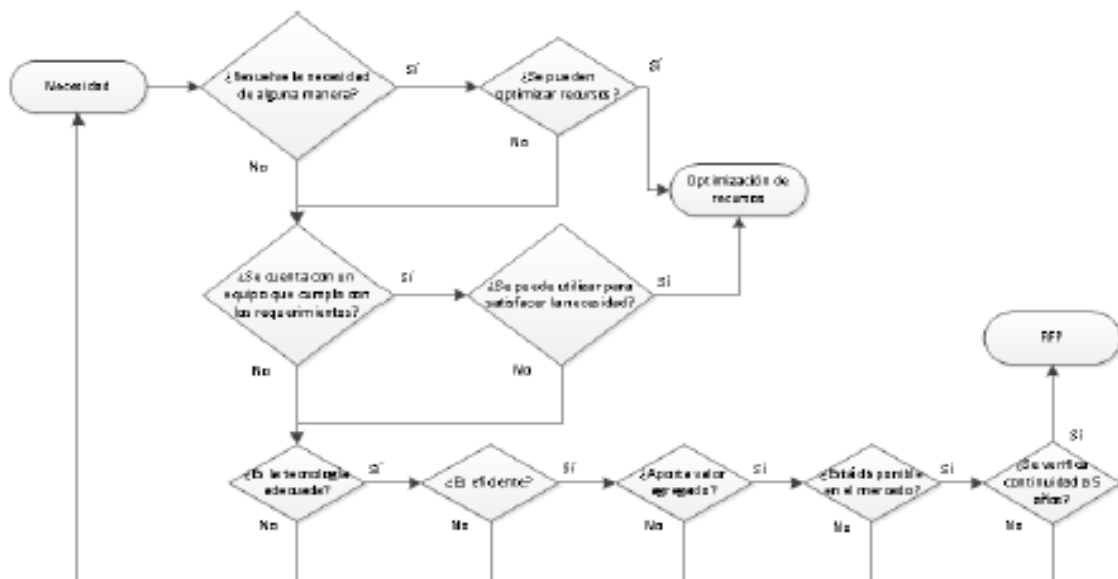 Necesidad
¿Resuelve la necesidad
de alguna manera?
Sí
¿Se pueden
optimizar recursos?
Sí
No
No
Optimización de
recursos
¿Se cuenta con un
equipo que cumpla con
los requerimientos?
Sí
¿Se puede utilizar para
satisfacer la necesidad?
Sí
No
No
RFP
¿Es la tecnología
adecuada?
Sí
¿Es eficiente?
Sí
¿Aporta valor
agregado?
Sí
¿Está disponible
en el mercado?
Sí
¿Se verifica
continuidad a 5
años?
Sí
No
No
No
No
No